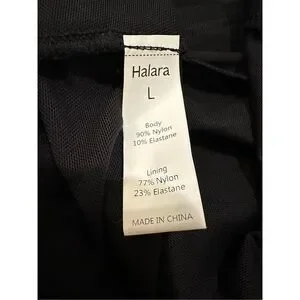 Halara
L
Body
90% Nylon
10% Elastane
Lining
77% Nylon
23% Elastane
MADE IN CHINA